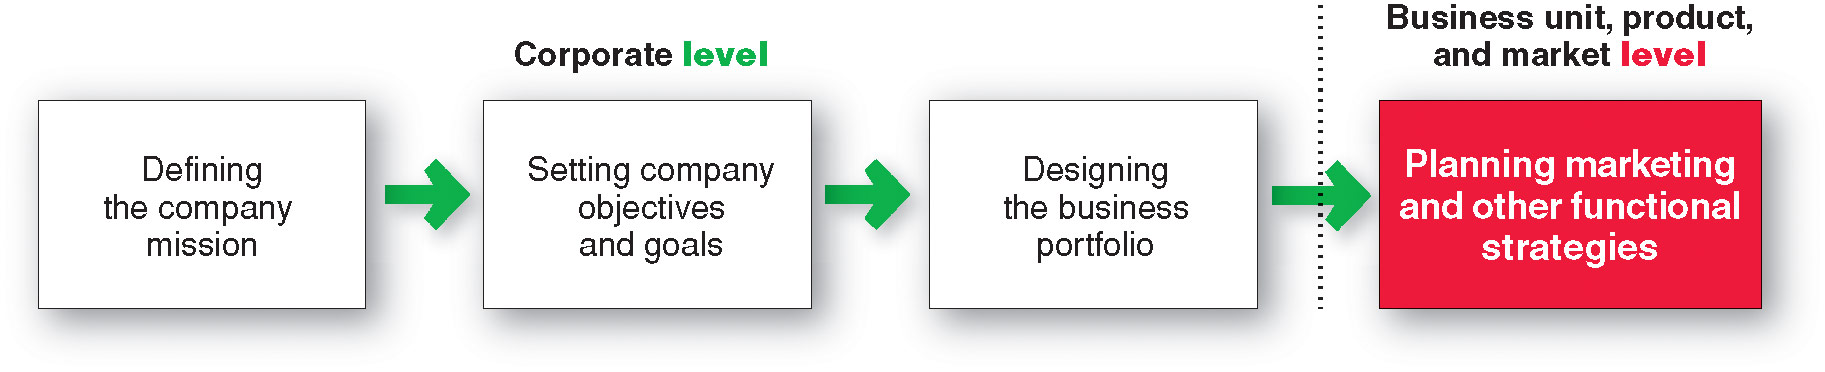 Corporate level
Business unit, product,
and market level
Defining
the company
mission
Setting company
objectives
and goals
Designing
the business
portfolio
Planning marketing
and other functional
strategies